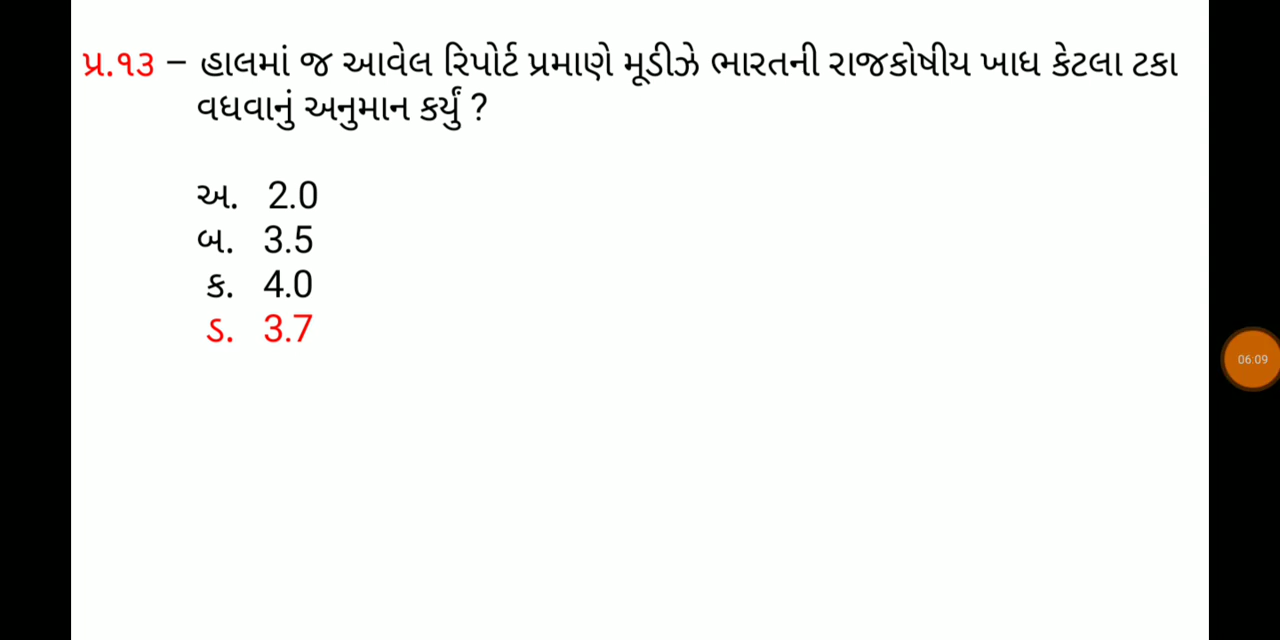 પ્ર.૧૩ – હાલમાં જ આવેલ રિપોર્ટ પ્રમાણે મૂડીઝે ભારતની રાજકોષીય ખાધ કેટલા ટકા
વધવાનું અનુમાન કર્યું ?
અ. 2.0
બ. 3.5
ક. 4.0
ડ. 3.7
06:09